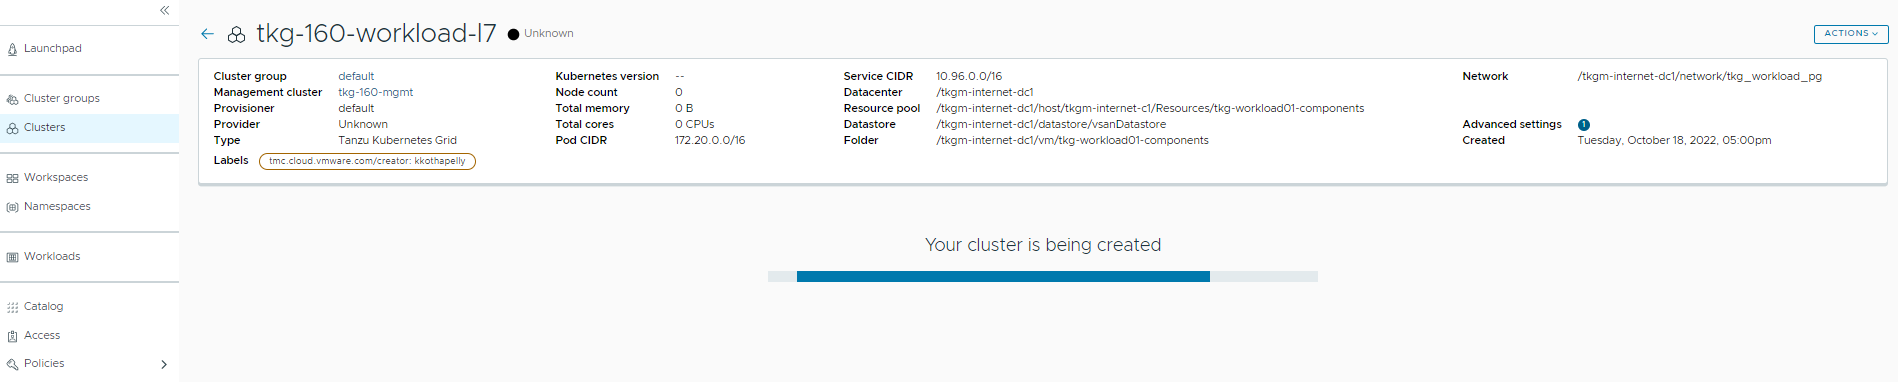 Launchpad
Cluster groups
Clusters
Workspaces
Namespaces
Workloads
Catalog
Access
Policies
tkg-160-workload-l7 Unknown
ACTIONS
Cluster group default
Management cluster tkg-160-mgmt
Provisioner default
Provider Unknown
Type Tanzu Kubernetes Grid
Labels tmc.cloud.vmware.com/creator: kkothapelly
Kubernetes version --
Node count 0
Total memory 0 B
Total cores 0 CPUs
Pod CIDR 172.20.0.0/16
Service CIDR 10.96.0.0/16
Datacenter /tkgm-internet-dc1
Resource pool /tkgm-internet-dc1/host/tkgm-internet-c1/Resources/tkg-workload01-components
Datastore /tkgm-internet-dc1/datastore/vsanDatastore
Folder /tkgm-internet-dc1/vm/tkg-workload01-components
Network /tkgm-internet-dc1/network/tkg_workload_pg
Advanced settings 1
Created Tuesday, October 18, 2022, 05:00pm
Your cluster is being created